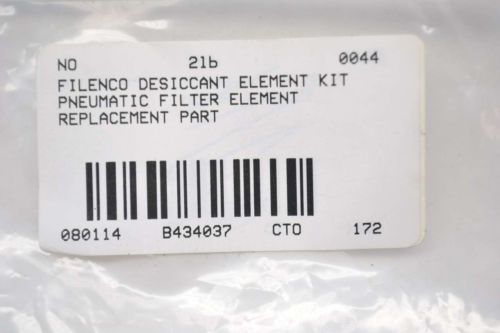 NO 21b 0044
FILENCO DESICCANT ELEMENT KIT
PNEUMATIC FILTER ELEMENT
REPLACEMENT PART
080114 B434037 CTO 172